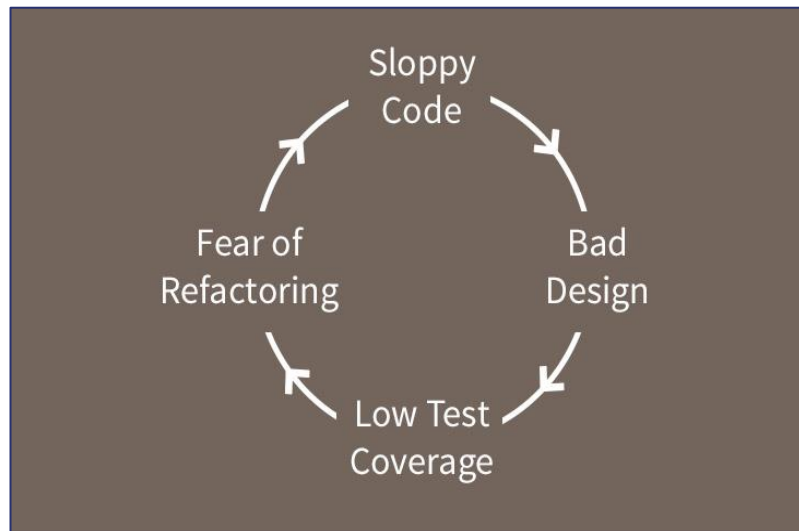 Sloppy
Code
Bad
Design
Low Test
Coverage
Fear of
Refactoring